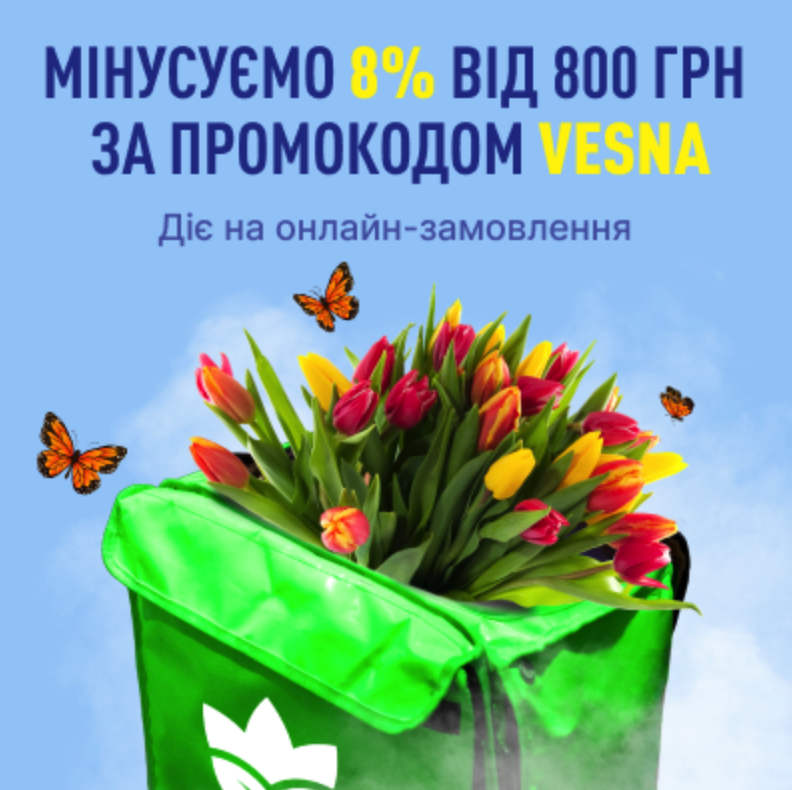 МІНУСУЄМО 8% ВІД 800 ГРН
ЗА ПРОМОКОДОМ VESNA
Діє на онлайн-замовлення